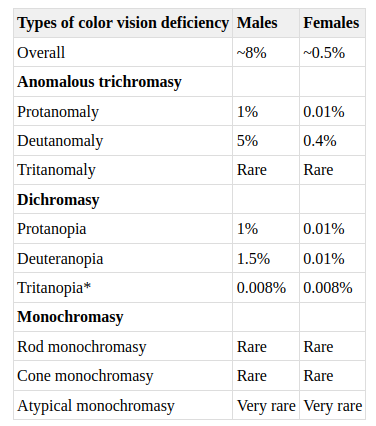 Types of color vision deficiency Males Females
Overall ~8% ~0.5%
Anomalous trichromasy
Protanomaly 1% 0.01%
Deutanomaly 5% 0.4%
Tritanomaly Rare Rare
Dichromasy
Protanopia 1% 0.01%
Deuteranopia 1.5% 0.01%
Tritanopia* 0.008% 0.008%
Monochromasy
Rod monochromasy Rare Rare
Cone monochromasy Rare Rare
Atypical monochromasy Very rare Very rare